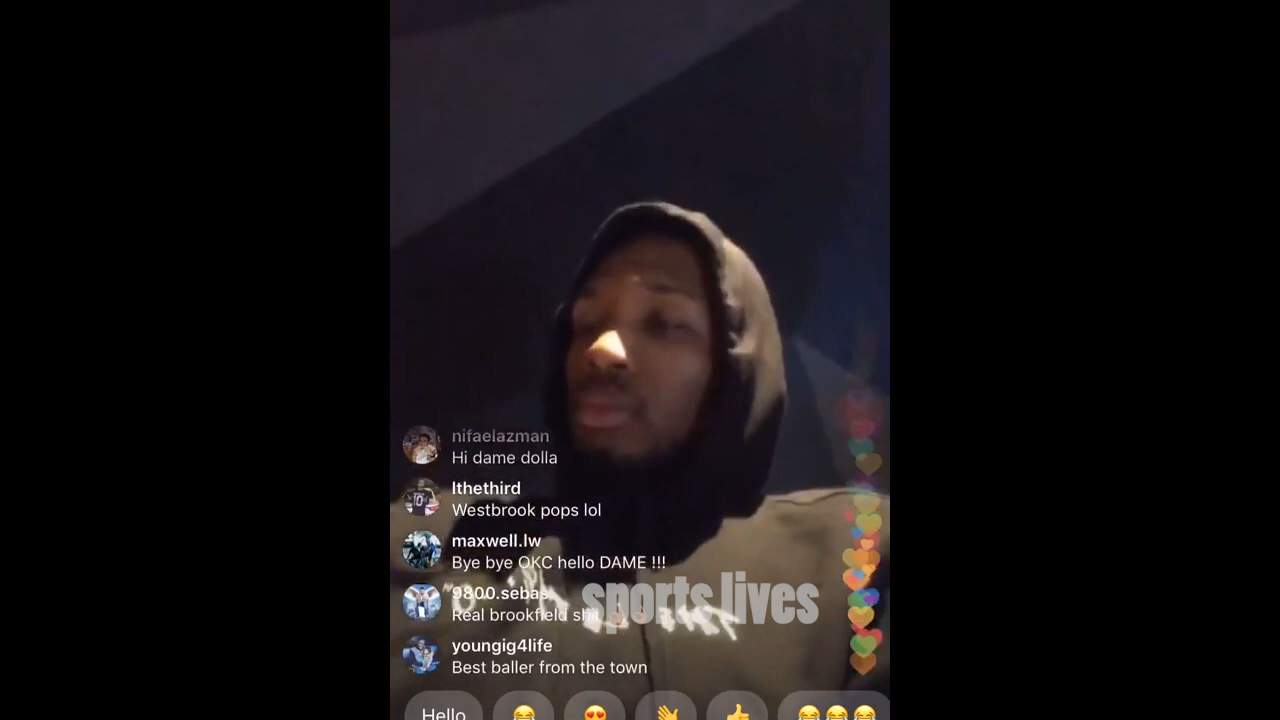 nifaelazman
Hi dame dolla
lthethird
Westbrook pops lol
maxwell.lw
Bye bye OKC hello DAME !!!
9800.sebas
Real brookfield shit
sports lives
youngig4life
Best baller from the town
Hello 😂 😍 👋 👍 😂😂😂